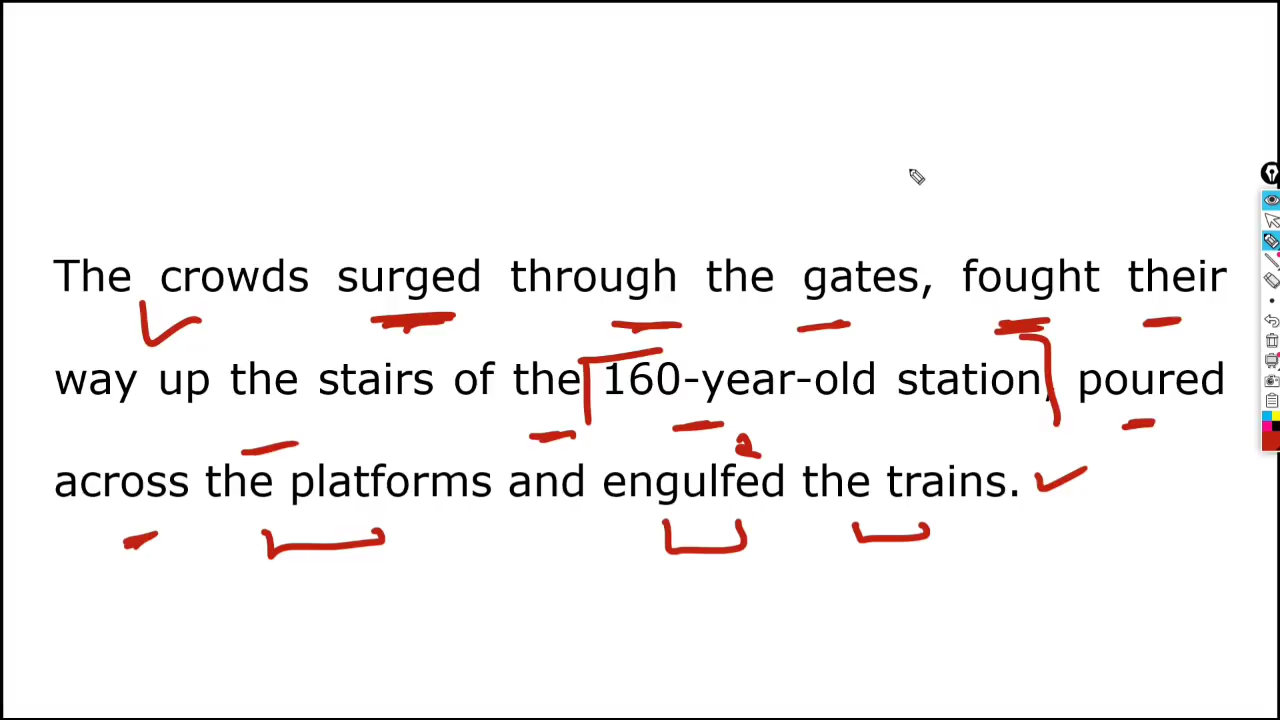 The crowds surged through the gates, fought their
way up the stairs of the 160-year-old station, poured
across the platforms and engulfed the trains.